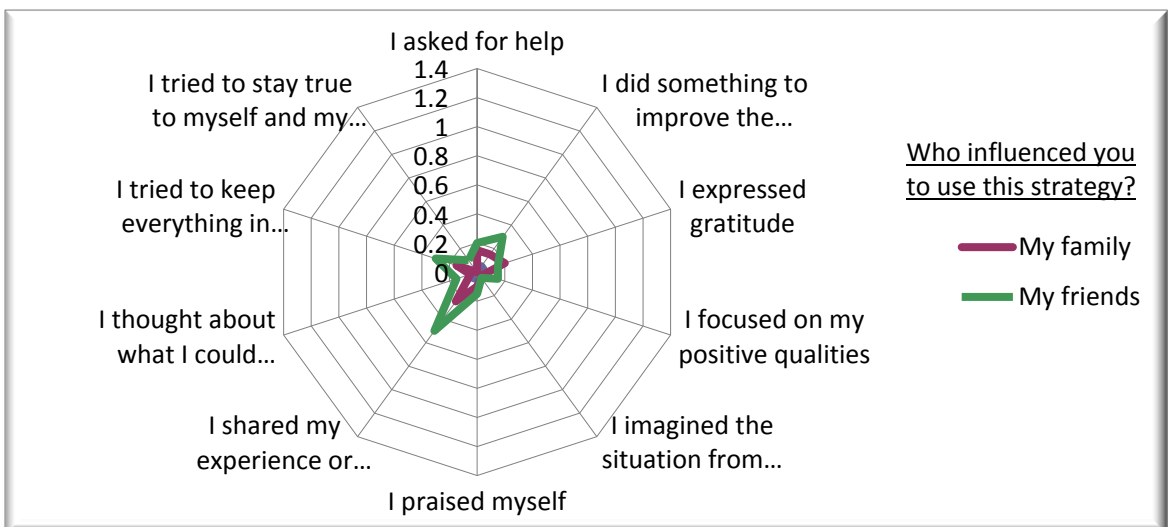 I asked for help
I did something to
improve the…
I expressed
gratitude
I focused on my
positive qualities
I imagined the
situation from…
I praised myself
I shared my
experience or…
I thought about
what I could…
I tried to keep
everything in…
I tried to stay true
to myself and my…
1.4
1.2
1
0.8
0.6
0.4
0.2
0
Who influenced you
to use this strategy?
My family
My friends